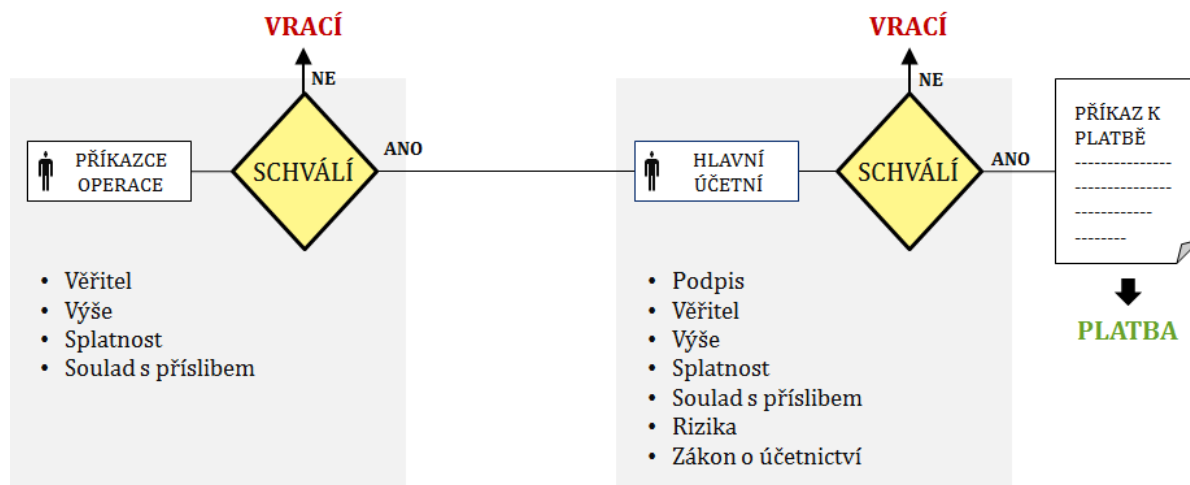 VRACÍ
NE
PŘÍKAZCE
OPERACE
SCHVÁLÍ
ANO
• Věřitel
• Výše
• Splatnost
• Soulad s příslibem
VRACÍ
NE
HLAVNÍ
ÚČETNÍ
SCHVÁLÍ
ANO
• Podpis
• Věřitel
• Výše
• Splatnost
• Soulad s příslibem
• Rizika
• Zákon o účetnictví
PŘÍKAZ K
PLATBĚ
---------------
---------------
------------
--------
PLATBA